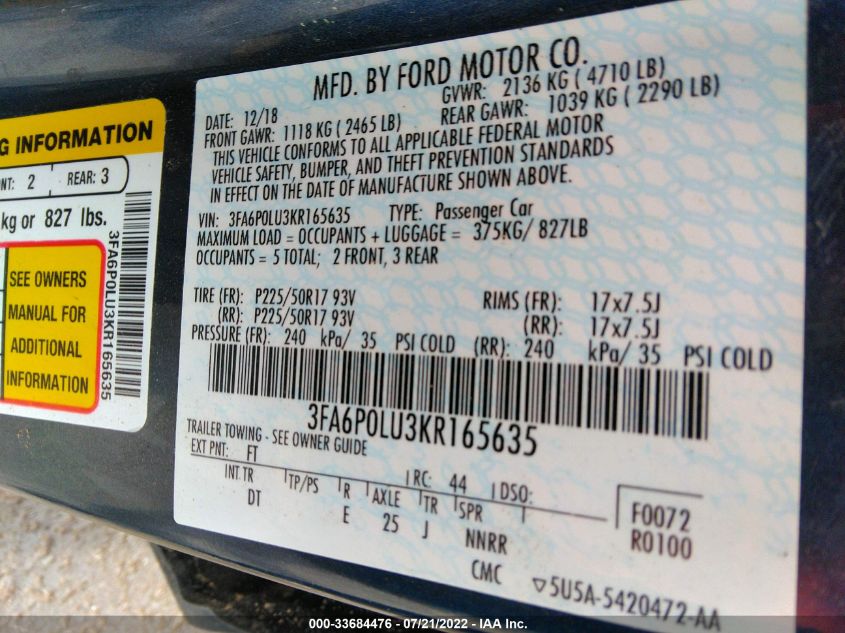 G INFORMATION
NT: 2 REAR: 3
kg or 827 lbs.
3FA6P0LU3KR165635
SEE OWNERS
MANUAL FOR
ADDITIONAL
INFORMATION
MFD. BY FORD MOTOR CO.
DATE: 12/18 GVWR: 2136 KG ( 4710 LB)
FRONT GAWR: 1118 KG ( 2465 LB) REAR GAWR: 1039 KG ( 2290 LB)
THIS VEHICLE CONFORMS TO ALL APPLICABLE FEDERAL MOTOR
VEHICLE SAFETY, BUMPER, AND THEFT PREVENTION STANDARDS
IN EFFECT ON THE DATE OF MANUFACTURE SHOWN ABOVE.
VIN: 3FA6P0LU3KR165635 TYPE: Passenger Car
MAXIMUM LOAD = OCCUPANTS + LUGGAGE = 375KG/ 827LB
OCCUPANTS = 5 TOTAL; 2 FRONT, 3 REAR
TIRE (FR): P225/50R17 93V RIMS (FR): 17x7.5J
(RR): P225/50R17 93V (RR): 17x7.5J
PRESSURE (FR): 240 kPa/ 35 PSI COLD (RR): 240 kPa/ 35 PSI COLD
3FA6P0LU3KR165635
TRAILER TOWING - SEE OWNER GUIDE
EXT PNT: FT RC: 44 DSO:
INT TR TP/PS R AXLE TR SPR
DT E 25 J NNRR
CMC
F0072
R0100
▽5U5A-5420472-AA
000-33684476 - 07/21/2022 - IAA Inc.